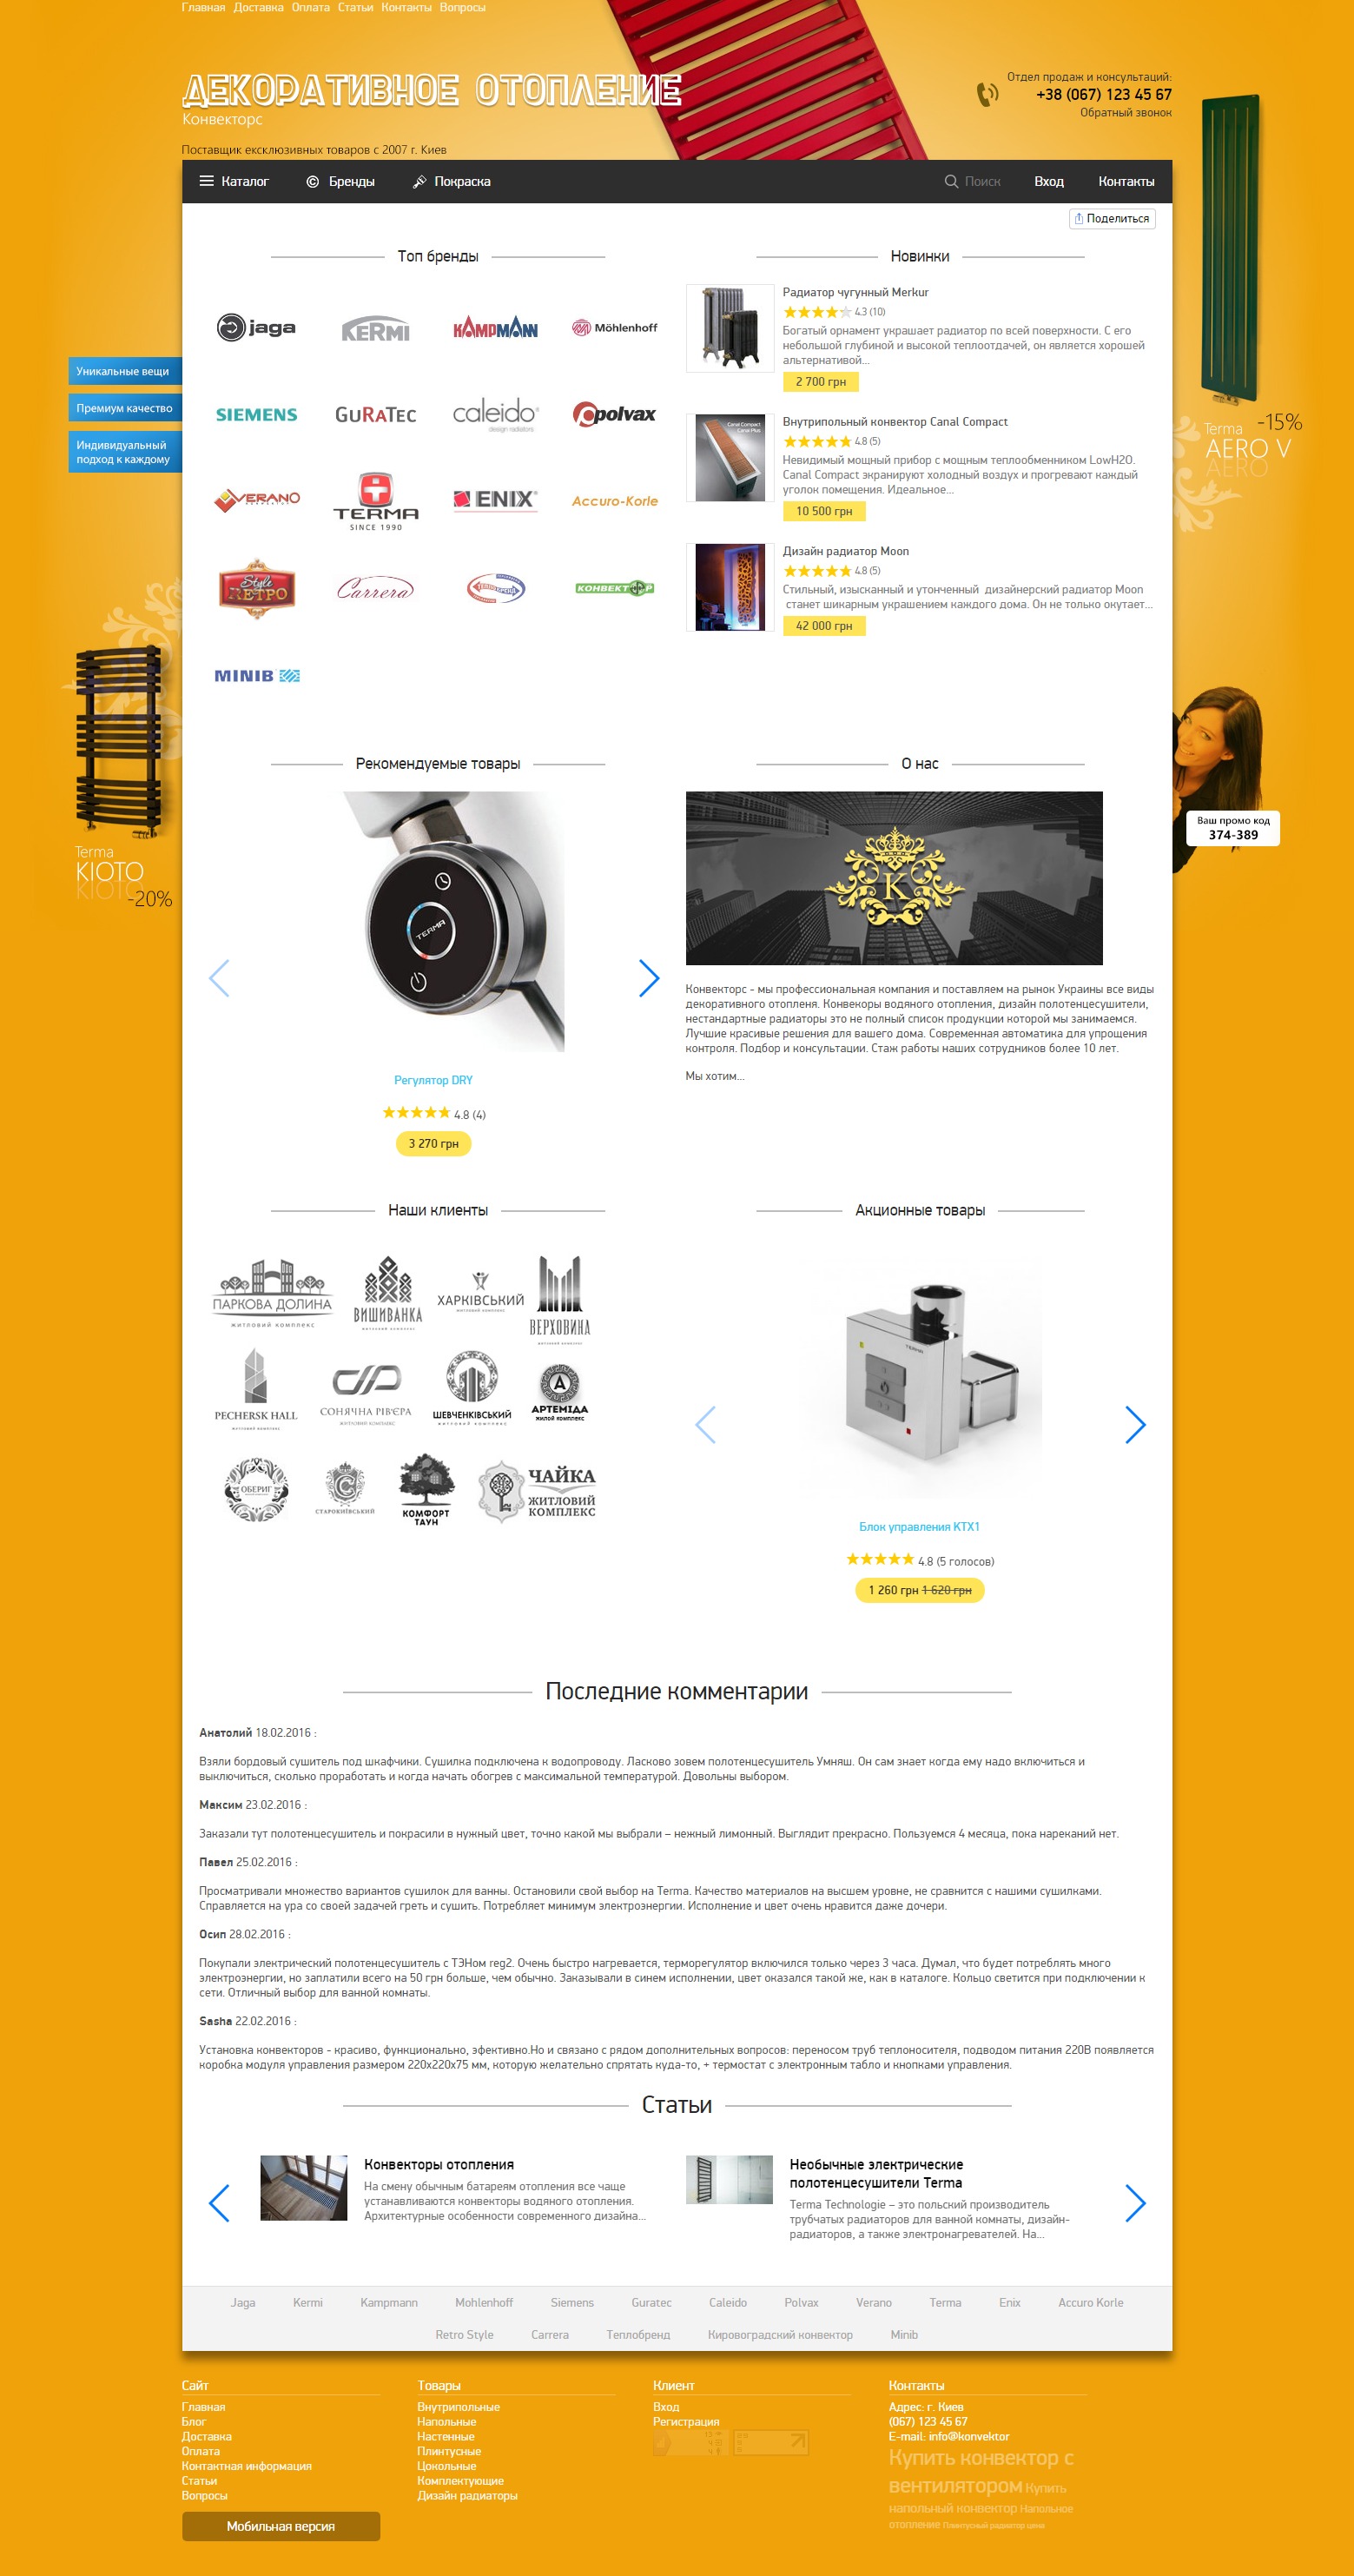 Главная Доставка Оплата Статьи Контакты Вопросы
ДЕКОРАТИВНОЕ ОТОПЛЕНИЕ
Конвекторс
Поставщик ексклюзивных товаров с 2007 г. Киев
Отдел продаж и консультаций:
+38 (067) 123 45 67
Обратный звонок
Каталог Бренды Покраска Поиск Вход Контакты
Поделиться
Уникальные вещи
Премиум качество
Индивидуальный
подход к каждому
Terma
KIOTO
-20%
Terma -15%
AERO V
Ваш промо код
374-389
Топ бренды
jaga KERMI KAMPMANN Möhlenhoff
SIEMENS GURATEC caleido polvax
design radiators
VERANO TERMA ENIX Accuro-Korle
SINCE 1990
Style RETPO Carrera КОНВЕКТОР
MINIB
Новинки
Радиатор чугунный Merkur
4.3 (10)
Богатый орнамент украшает радиатор по всей поверхности. С его
небольшой глубиной и высокой теплоотдачей, он является хорошей
альтернативой...
2 700 грн
Canal Compact
Canal Plus
Внутрипольный конвектор Canal Compact
4.8 (5)
Невидимый мощный прибор с мощным теплообменником LowH2O.
Canal Compact экранируют холодный воздух и прогревают каждый
уголок помещения. Идеальное...
10 500 грн
Дизайн радиатор Moon
4.8 (5)
Стильный, изысканный и утонченный дизайнерский радиатор Moon
станет шикарным украшением каждого дома. Он не только окутает...
42 000 грн
Рекомендуемые товары
TERMA
Регулятор DRY
4.8 (4)
3 270 грн
О нас
K
Конвекторс - мы профессиональная компания и поставляем на рынок Украины все виды
декоративного отопленя. Конвекоры водяного отопления, дизайн полотенцесушители,
нестандартные радиаторы это не полный список продукции которой мы занимаемся.
Лучшие красивые решения для вашего дома. Современная автоматика для упрощения
контроля. Подбор и консультации. Стаж работы наших сотрудников более 10 лет.
Мы хотим...
Наши клиенты
ПАРКОВА ДОЛИНА ВИШИВАНКА ХАРКІВСЬКИЙ ВЕРХОВИНА
ЖИТЛОВИЙ КОМПЛЕКС
PECHERSK HALL СОНЯЧНА РІВ'ЄРА ШЕВЧЕНКІВСЬКИЙ АРТЕМІДА
ЖИТЛОВИЙ КОМПЛЕКС ЖИЛОЙ КОМПЛЕКС
ОБЕРИГ СТАРОКИЇВСЬКИЙ КОМФОРТ ТАУН ЧАЙКА
ЖИТЛОВИЙ
КОМПЛЕКС
Акционные товары
TERMA
Блок управления KTX1
4.8 (5 голосов)
1 260 грн 1 620 грн
Последние комментарии
Анатолий 18.02.2016 :
Взяли бордовый сушитель под шкафчики. Сушилка подключена к водопроводу. Ласково зовем полотенцесушитель Умняш. Он сам знает когда ему надо включиться и
выключиться, сколько проработать и когда начать обогрев с максимальной температурой. Довольны выбором.
Максим 23.02.2016 :
Заказали тут полотенцесушитель и покрасили в нужный цвет, точно какой мы выбрали – нежный лимонный. Выглядит прекрасно. Пользуемся 4 месяца, пока нареканий нет.
Павел 25.02.2016 :
Просматривали множество вариантов сушилок для ванны. Остановили свой выбор на Terma. Качество материалов на высшем уровне, не сравнится с нашими сушилками.
Справляется на ура со своей задачей греть и сушить. Потребляет минимум электроэнергии. Исполнение и цвет очень нравится даже дочери.
Осип 28.02.2016 :
Покупали электрический полотенцесушитель с ТЭНом reg2. Очень быстро нагревается, терморегулятор включился только через 3 часа. Думал, что будет потреблять много
электроэнергии, но заплатили всего на 50 грн больше, чем обычно. Заказывали в синем исполнении, цвет оказался такой же, как в каталоге. Кольцо светится при подключении к
сети. Отличный выбор для ванной комнаты.
Sasha 22.02.2016 :
Установка конвекторов - красиво, функционально, эфективно.Но и связано с рядом дополнительных вопросов: переносом труб теплоносителя, подводом питания 220В появляется
коробка модуля управления размером 220х220х75 мм, которую желательно спрятать куда-то, + термостат с электронным табло и кнопками управления.
Статьи
Конвекторы отопления
На смену обычным батареям отопления все чаще
устанавливаются конвекторы водяного отопления.
Архитектурные особенности современного дизайна...
Необычные электрические
полотенцесушители Terma
Terma Technologie – это польский производитель
трубчатых радиаторов для ванной комнаты, дизайн-
радиаторов, а также электронагревателей. На...
Jaga Kermi Kampmann Mohlenhoff Siemens Guratec Caleido Polvax Verano Terma Enix Accuro Korle
Retro Style Carrera Теплобренд Кировоградский конвектор Minib
Сайт
Главная
Блог
Доставка
Оплата
Контактная информация
Статьи
Вопросы
Мобильная версия
Товары
Внутрипольные
Напольные
Настенные
Плинтусные
Цокольные
Комплектующие
Дизайн радиаторы
Клиент
Вход
Регистрация
Контакты
Адрес: г. Киев
(067) 123 45 67
E-mail: info@konvektor
Купить конвектор с
вентилятором Купить
напольный конвектор Напольное
отопление Плинтусный радиатор цена